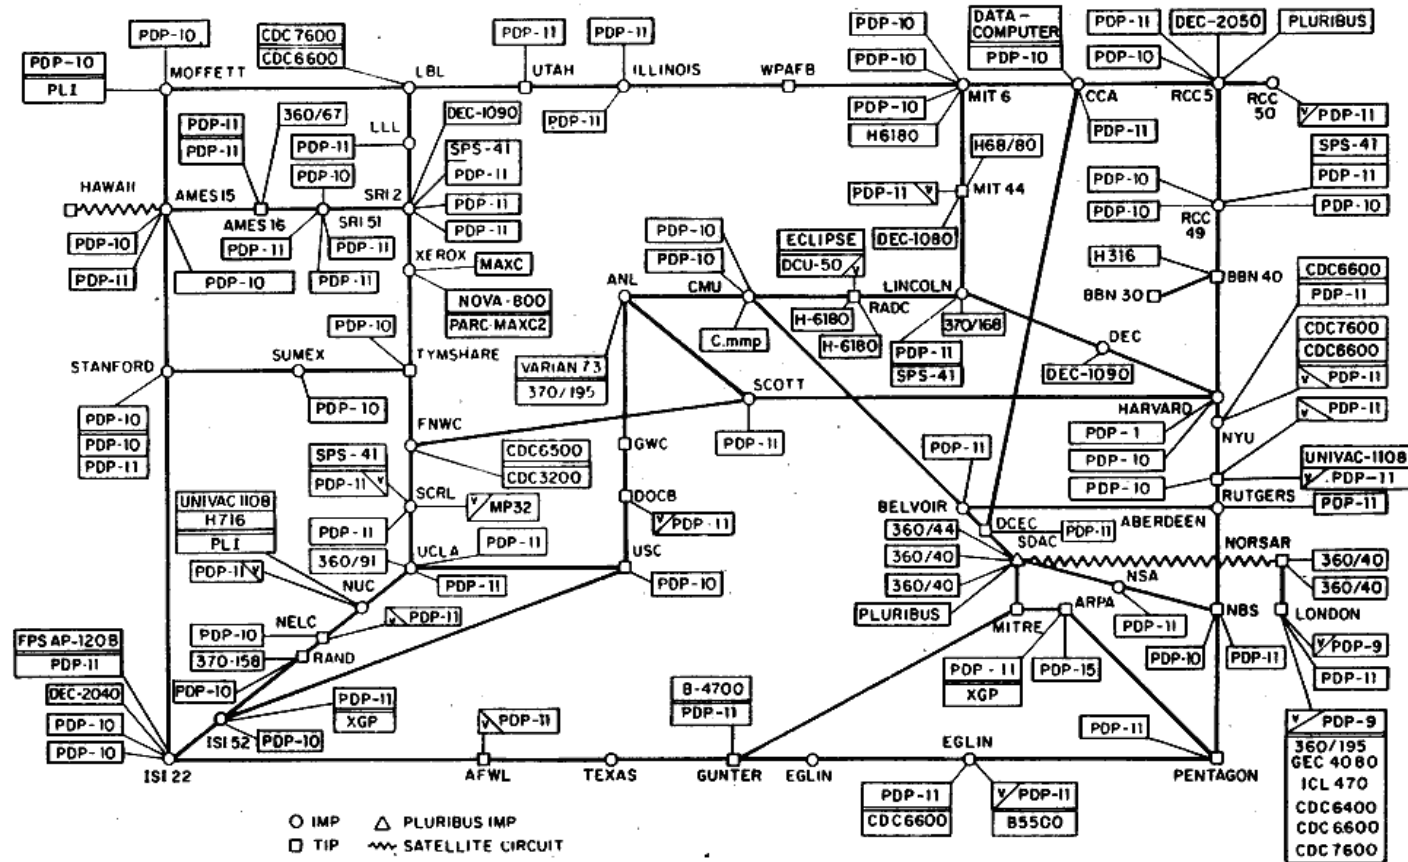 PDP-10
CDC 7600
CDC 6600
PDP-11
PDP-11
PDP-10
DATA-
COMPUTER
PDP-10
PDP-11
DEC-2050
PLURIBUS
PDP-10
PLI
MOFFETT
LBL
UTAH
ILLINOIS
WPAFB
PDP-10
PDP-10
MIT 6
CCA
RCC 5
RCC
50
PDP-11
PDP-10
H6180
PDP-11
V PDP-11
PDP-11
PDP-11
360/67
LLL
PDP-11
DEC-1090
SPS-41
PDP-11
H68/80
SPS-41
PDP-11
HAWAII
AMES 15
AMES 16
PDP-10
SRI 51
SRI 2
PDP-11
PDP-11
PDP-11 V
MIT 44
PDP-10
PDP-10
RCC
49
PDP-10
PDP-10
PDP-11
PDP-10
PDP-11
PDP-11
PDP-11
XEROX
MAXC
PDP-10
PDP-10
ECLIPSE
DCU-50 V
DEC-1080
H316
BBN 40
BBN 30
CDC6600
PDP-11
NOVA-800
PARC-MAXC2
ANL
CMU
RADC
LINCOLN
PDP-10
TYMSHARE
C.mmp
H-6180
H-6180
370/168
PDP-11
SPS-41
DEC
DEC-1090
CDC7600
CDC6600
V PDP-11
STANFORD
SUMEX
PDP-10
VARIAN 73
370/195
SCOTT
PDP-11
HARVARD
NYU
V PDP-11
PDP-10
PDP-10
PDP-11
FNWC
CDC6500
CDC3200
GWC
PDP-11
PDP-1
PDP-10
PDP-10
RUTGERS
UNIVAC-1108
V PDP-11
SPS-41
PDP-11 V
SCRL
V MP32
DOCB
V PDP-11
BELVOIR
DCEC
PDP-11
ABERDEEN
PDP-11
UNIVAC 1108
H716
PLI
PDP-11 V
PDP-11
360/91
UCLA
PDP-11
PDP-11
USC
PDP-10
360/44
360/40
360/40
PLURIBUS
SDAC
NORSAR
360/40
360/40
NUC
NELC
PDP-10
V PDP-11
370-158
RAND
PDP-10
MITRE
ARPA
NSA
PDP-11
NBS
PDP-10
PDP-11
LONDON
V PDP-9
PDP-11
FPS AP-120B
PDP-11
DEC-2040
PDP-10
PDP-10
ISI 22
ISI 52
PDP-11
XGP
PDP-10
V PDP-11
AFWL
TEXAS
B-4700
PDP-11
GUNTER
EGLIN
PDP-11
XGP
PDP-15
EGLIN
PDP-11
CDC6600
V PDP-11
B5500
PDP-11
PENTAGON
V PDP-9
360/195
GEC 4080
ICL 470
CDC6400
CDC 6600
CDC 7600
IMP
PLURIBUS IMP
TIP
SATELLITE CIRCUIT